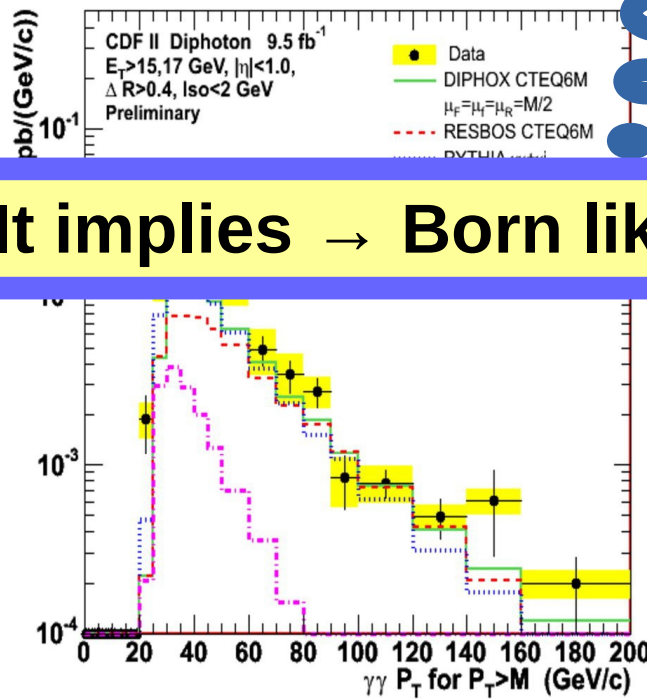 pb/(GeV/c))
CDF II Diphoton 9.5 fb⁻¹
E_T>15,17 GeV, |η|<1.0,
Δ R>0.4, Iso<2 GeV
Preliminary
Data
DIPHOX CTEQ6M
μ_F=μ_f=μ_R=M/2
RESBOS CTEQ6M
PYTHIA
10⁻¹
It implies → Born lik
10⁻³
10⁻⁴
0 20 40 60 80 100 120 140 160 180 200
γγ P_T for P_T>M (GeV/c)